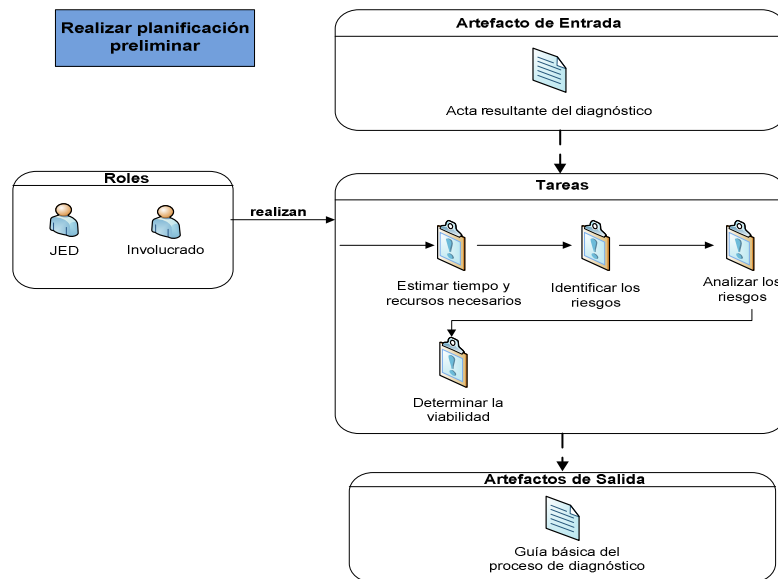 Realizar planificación
preliminar
Artefacto de Entrada
Acta resultante del diagnóstico
Roles
JED
Involucrado
realizan
Tareas
Estimar tiempo y
recursos necesarios
Identificar los
riesgos
Analizar los
riesgos
Determinar la
viabilidad
Artefactos de Salida
Guía básica del
proceso de diagnóstico